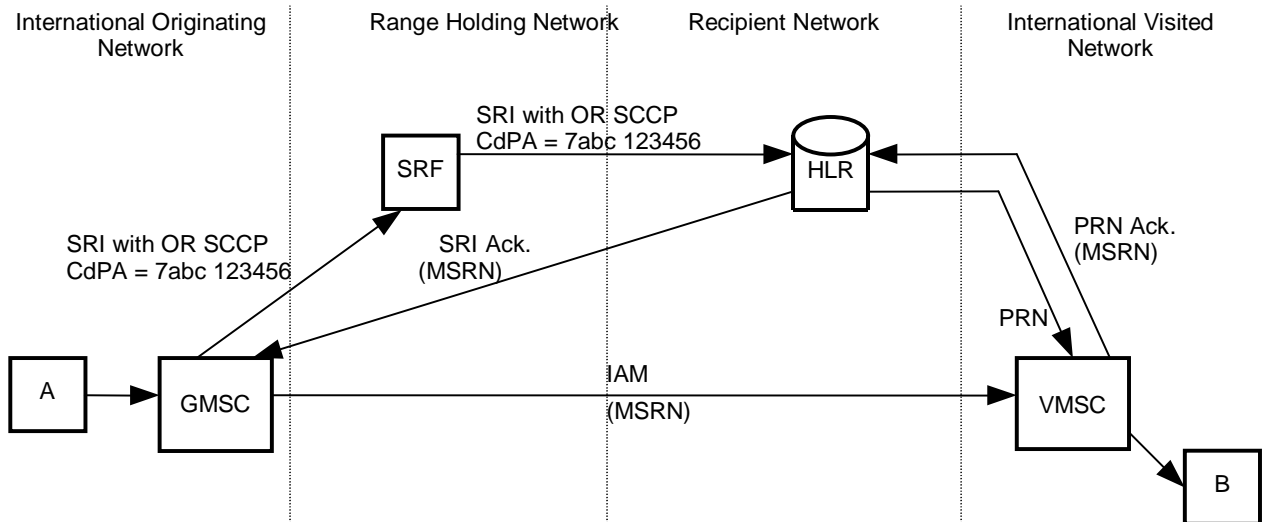 International Originating
Network
Range Holding Network
Recipient Network
International Visited
Network
SRI with OR SCCP
CdPA = 7abc 123456
SRF
HLR
SRI with OR SCCP
CdPA = 7abc 123456
SRI Ack.
(MSRN)
PRN Ack.
(MSRN)
PRN
A
GMSC
IAM
(MSRN)
VMSC
B